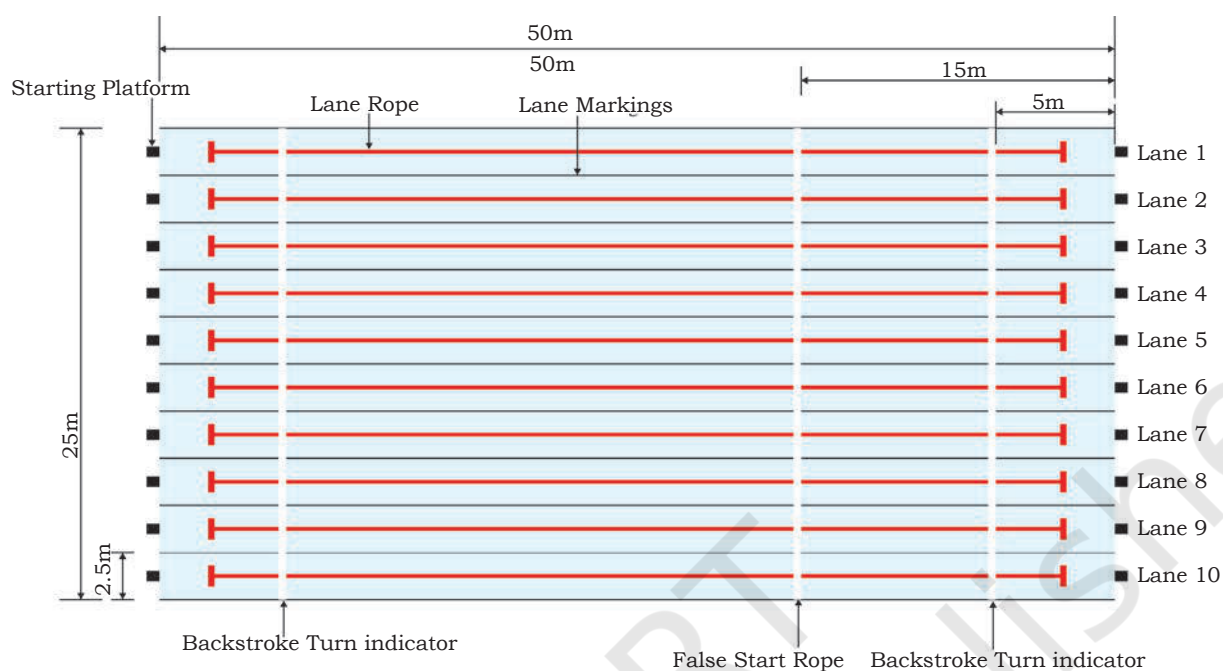 50m
50m
15m
Starting Platform
Lane Rope
Lane Markings
5m
Lane 1
Lane 2
Lane 3
Lane 4
Lane 5
Lane 6
Lane 7
Lane 8
Lane 9
Lane 10
25m
2.5m
Backstroke Turn indicator
False Start Rope
Backstroke Turn indicator